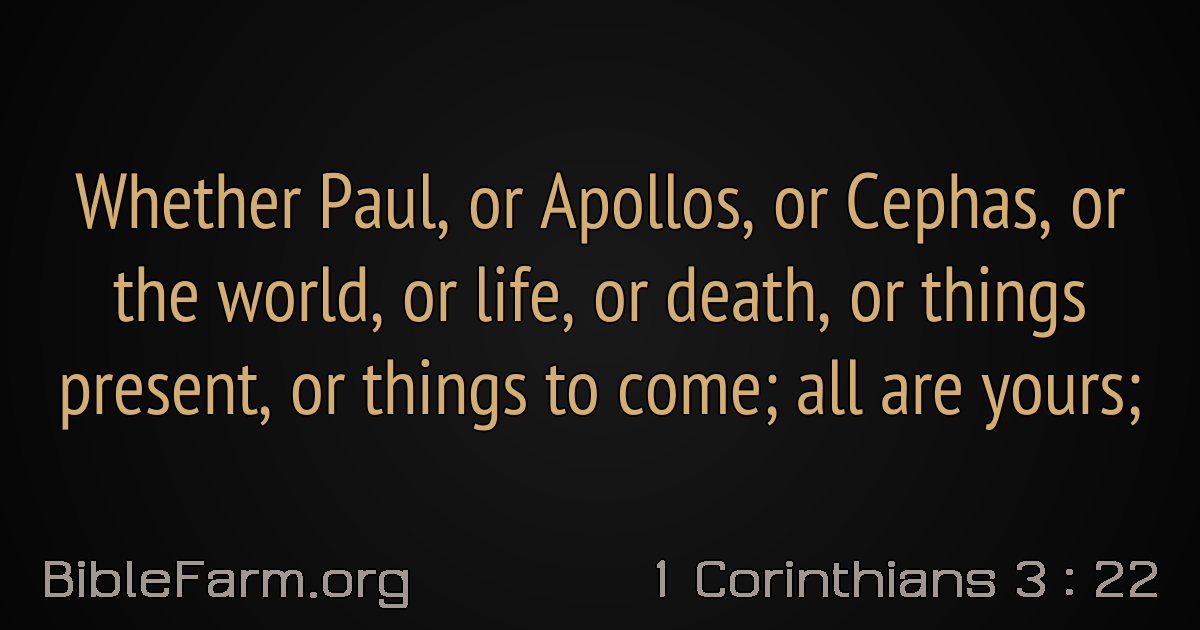 Whether Paul, or Apollos, or Cephas, or
the world, or life, or death, or things
present, or things to come; all are yours;
BibleFarm.org
1 Corinthians 3 : 22